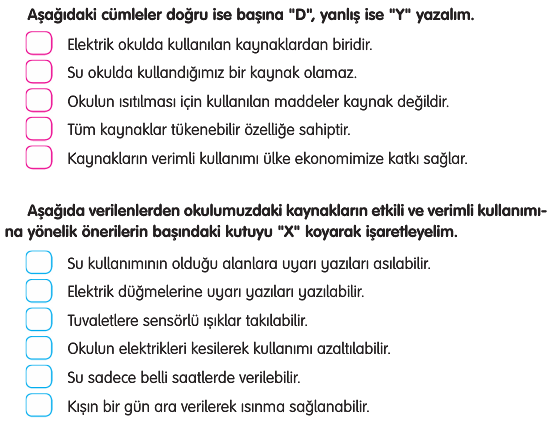 Aşağıdaki cümleler doğru ise başına "D", yanlış ise "Y" yazalım.
Elektrik okulda kullanılan kaynaklardan biridir.
Su okulda kullandığımız bir kaynak olamaz.
Okulun ısıtılması için kullanılan maddeler kaynak değildir.
Tüm kaynaklar tükenebilir özelliğe sahiptir.
Kaynakların verimli kullanımı ülke ekonomimize katkı sağlar.
Aşağıda verilenlerden okulumuzdaki kaynakların etkili ve verimli kullanımı-
na yönelik önerilerin başındaki kutuyu "X" koyarak işaretleyelim.
Su kullanımının olduğu alanlara uyarı yazıları asılabilir.
Elektrik düğmelerine uyarı yazıları yazılabilir.
Tuvaletlere sensörlü ışıklar takılabilir.
Okulun elektrikleri kesilerek kullanımı azaltılabilir.
Su sadece belli saatlerde verilebilir.
Kışın bir gün ara verilerek ısınma sağlanabilir.